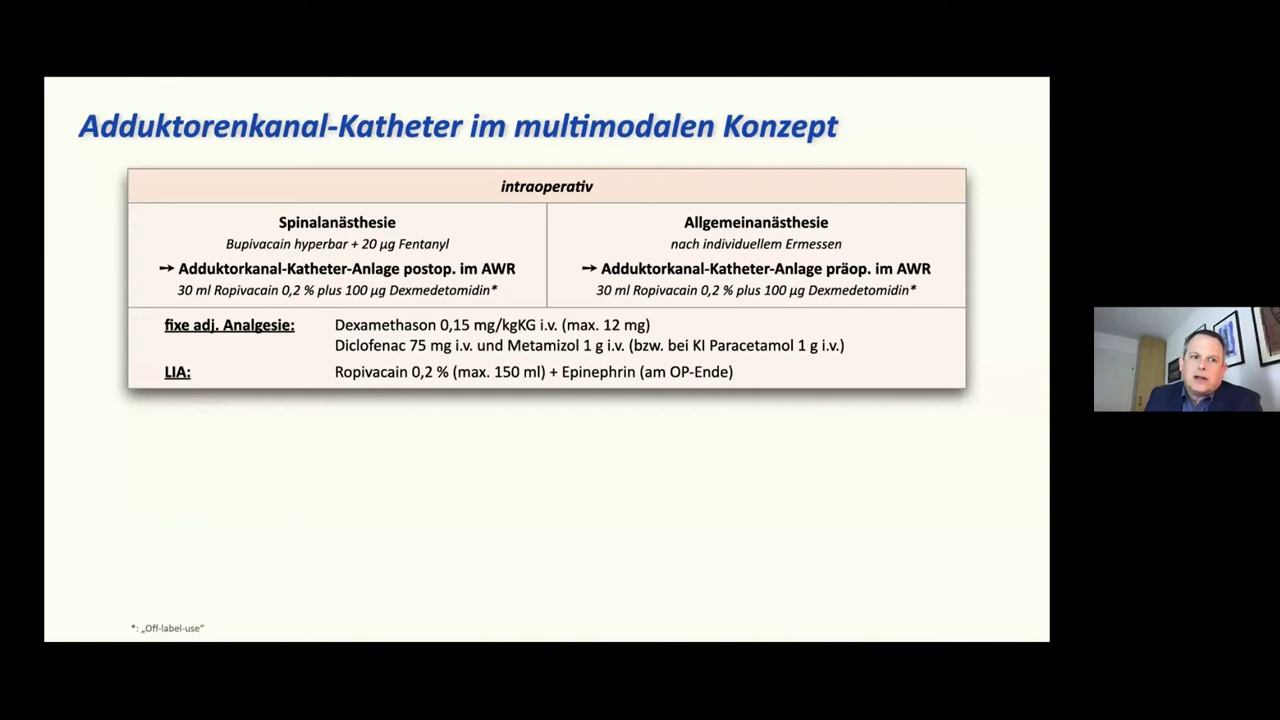 Adduktorenkanal-Katheter im multimodalen Konzept
intraoperativ
Spinalanästhesie
Bupivacain hyperbar + 20 µg Fentanyl
→ Adduktorkanal-Katheter-Anlage postop. im AWR
30 ml Ropivacain 0,2 % plus 100 µg Dexmedetomidin*
Allgemeinanästhesie
nach individuellem Ermessen
→ Adduktorkanal-Katheter-Anlage präop. im AWR
30 ml Ropivacain 0,2 % plus 100 µg Dexmedetomidin*
fixe adj. Analgesie: Dexamethason 0,15 mg/kgKG i.v. (max. 12 mg)
Diclofenac 75 mg i.v. und Metamizol 1 g i.v. (bzw. bei KI Paracetamol 1 g i.v.)
LIA: Ropivacain 0,2 % (max. 150 ml) + Epinephrin (am OP-Ende)
*: „Off-label-use“